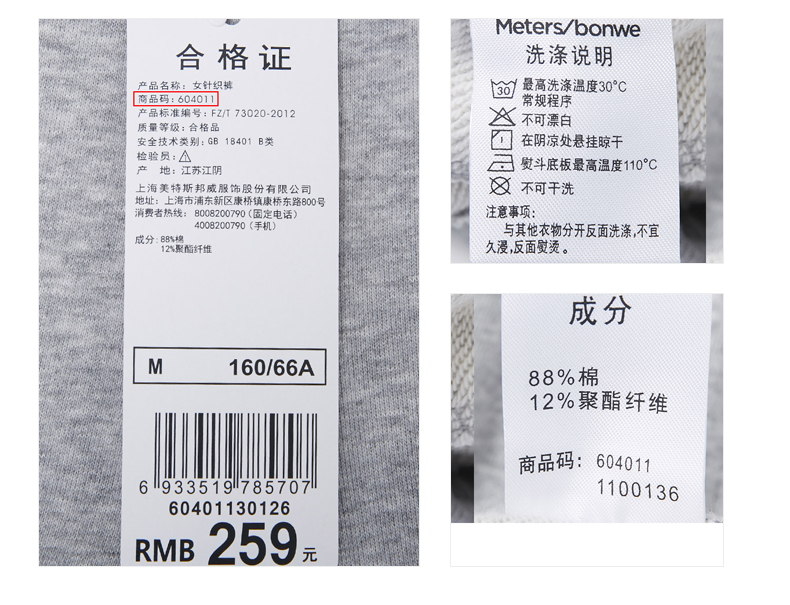 合格证
产品名称：女针织裤
商品码：604011
产品标准编号：FZ/T 73020-2012
质量等级：合格品
安全技术类别：GB 18401 B类
检验员：
产 地：江苏江阴
上海美特斯邦威服饰股份有限公司
地址：上海市浦东新区康桥镇康桥东路800号
消费者热线：8008200790（固定电话）
4008200790（手机）
成分：88%棉
12%聚酯纤维
M 160/66A
6 933519 785707
60401130126
RMB 259元
Meters/bonwe
洗涤说明
30 最高洗涤温度30°C
常规程序
不可漂白
在阴凉处悬挂晾干
熨斗底板最高温度110°C
不可干洗
注意事项：
与其他衣物分开反面洗涤，不宜
久浸，反面熨烫。
成分
88%棉
12%聚酯纤维
商品码：604011
1100136